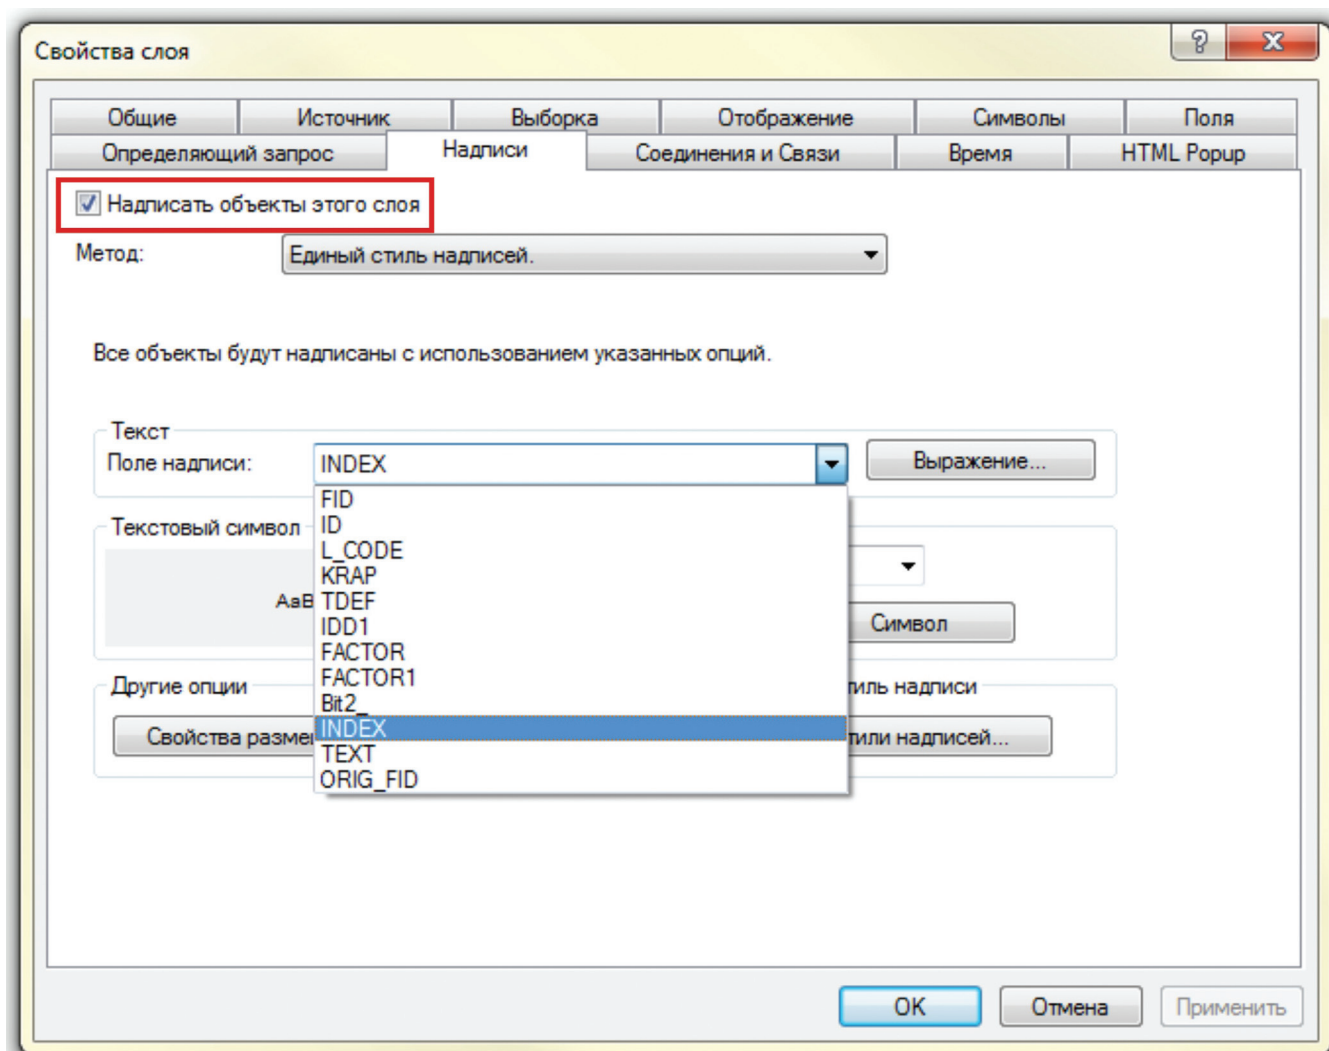 Свойства слоя
Общие Источник Выборка Отображение Символы Поля
Определяющий запрос Надписи Соединения и Связи Время HTML Popup
Надписать объекты этого слоя
Метод: Единый стиль надписей.
Все объекты будут надписаны с использованием указанных опций.
Текст
Поле надписи: INDEX Выражение...
FID
Текстовый символ ID
L_CODE
KRAP
AaB TDEF
IDD1 Символ
FACTOR
FACTOR1
Другие опции надписи
Bit2_
INDEX
Свойства надписей...
TEXT
ORIG_FID
OK Отмена Применить